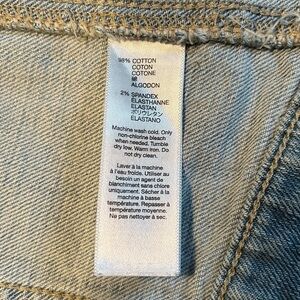 98% COTTON
COTON
COTONE
綿
ALGODON
2% SPANDEX
ÉLASTHANNE
ELASTAN
ポリウレタン
ELASTANO
Machine wash cold. Only
non-chlorine bleach
when needed. Tumble
dry low. Warm iron. Do
not dry clean.
Laver à la machine
à l'eau froide. Utiliser au
besoin un agent de
blanchiment sans chlore
uniquement. Sécher à la
machine à basse
température. Repasser à
température moyenne.
Ne pas nettoyer à sec.